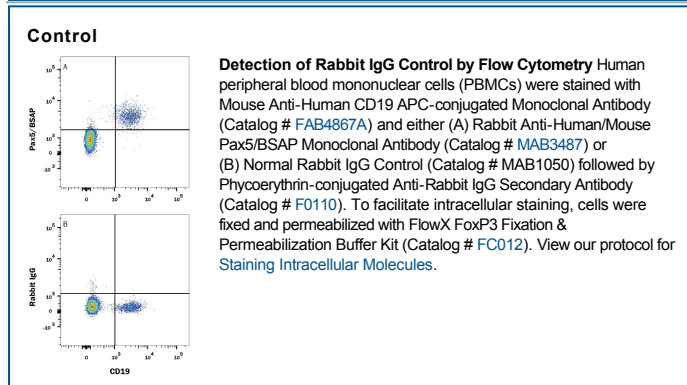 Control
Detection of Rabbit IgG Control by Flow Cytometry Human
peripheral blood mononuclear cells (PBMCs) were stained with
Mouse Anti-Human CD19 APC-conjugated Monoclonal Antibody
(Catalog # FAB4867A) and either (A) Rabbit Anti-Human/Mouse
Pax5/BSAP Monoclonal Antibody (Catalog # MAB3487) or
(B) Normal Rabbit IgG Control (Catalog # MAB1050) followed by
Phycoerythrin-conjugated Anti-Rabbit IgG Secondary Antibody
(Catalog # F0110). To facilitate intracellular staining, cells were
fixed and permeabilized with FlowX FoxP3 Fixation &
Permeabilization Buffer Kit (Catalog # FC012). View our protocol for
Staining Intracellular Molecules.
A
Pax5/BSAP
10⁵
10⁴
10³
0
-10³
B
Rabbit IgG
10⁵
10⁴
10³
0
-10³
0 10³ 10⁴ 10⁵
CD19